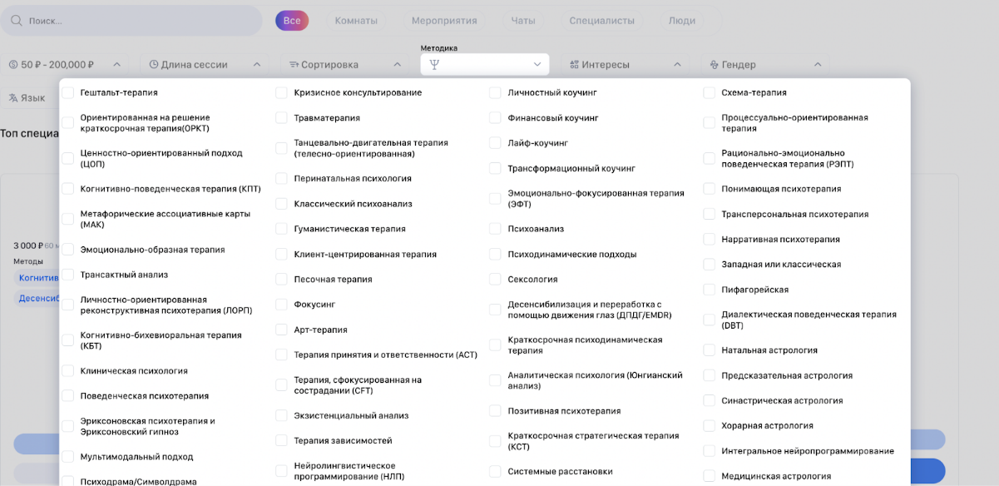 Поиск...
Все
Комнаты
Мероприятия
Чаты
Специалисты
Люди
Методика
50 ₽ - 200,000 ₽
Длина сессии
Сортировка
Интересы
Гендер
Язык
Топ специа
3 000 ₽ 60 м
Методы
Когнитив
Десенсиб
Гештальт-терапия
Ориентированная на решение
краткосрочная терапия(ОРКТ)
Ценностно-ориентированный подход
(ЦОП)
Когнитивно-поведенческая терапия (КПТ)
Метафорические ассоциативные карты
(МАК)
Эмоционально-образная терапия
Трансактный анализ
Личностно-ориентированная
реконструктивная психотерапия (ЛОРП)
Когнитивно-бихевиоральная терапия
(КБТ)
Клиническая психология
Поведенческая психотерапия
Эриксоновская психотерапия и
Эриксоновский гипноз
Мультимодальный подход
Психодрама/Символдрама
Кризисное консультирование
Травматерапия
Танцевально-двигательная терапия
(телесно-ориентированная)
Перинатальная психология
Классический психоанализ
Гуманистическая терапия
Клиент-центрированная терапия
Песочная терапия
Фокусинг
Арт-терапия
Терапия принятия и ответственности (ACT)
Терапия, сфокусированная на
сострадании (CFT)
Экзистенциальный анализ
Терапия зависимостей
Нейролингвистическое
программирование (НЛП)
Личностный коучинг
Финансовый коучинг
Лайф-коучинг
Трансформационный коучинг
Эмоционально-фокусированная терапия
(ЭФТ)
Психоанализ
Психодинамические подходы
Сексология
Десенсибилизация и переработка с
помощью движения глаз (ДПДГ/EMDR)
Краткосрочная психодинамическая
терапия
Аналитическая психология (Юнгианский
анализ)
Позитивная психотерапия
Краткосрочная стратегическая терапия
(КСТ)
Системные расстановки
Схема-терапия
Процессуально-ориентированная
терапия
Рационально-эмоционально
поведенческая терапия (РЭПТ)
Понимающая психотерапия
Трансперсональная психотерапия
Нарративная психотерапия
Западная или классическая
Пифагорейская
Диалектическая поведенческая терапия
(DBT)
Натальная астрология
Предсказательная астрология
Синастрическая астрология
Хорарная астрология
Интегральное нейропрограммирование
Медицинская астрология